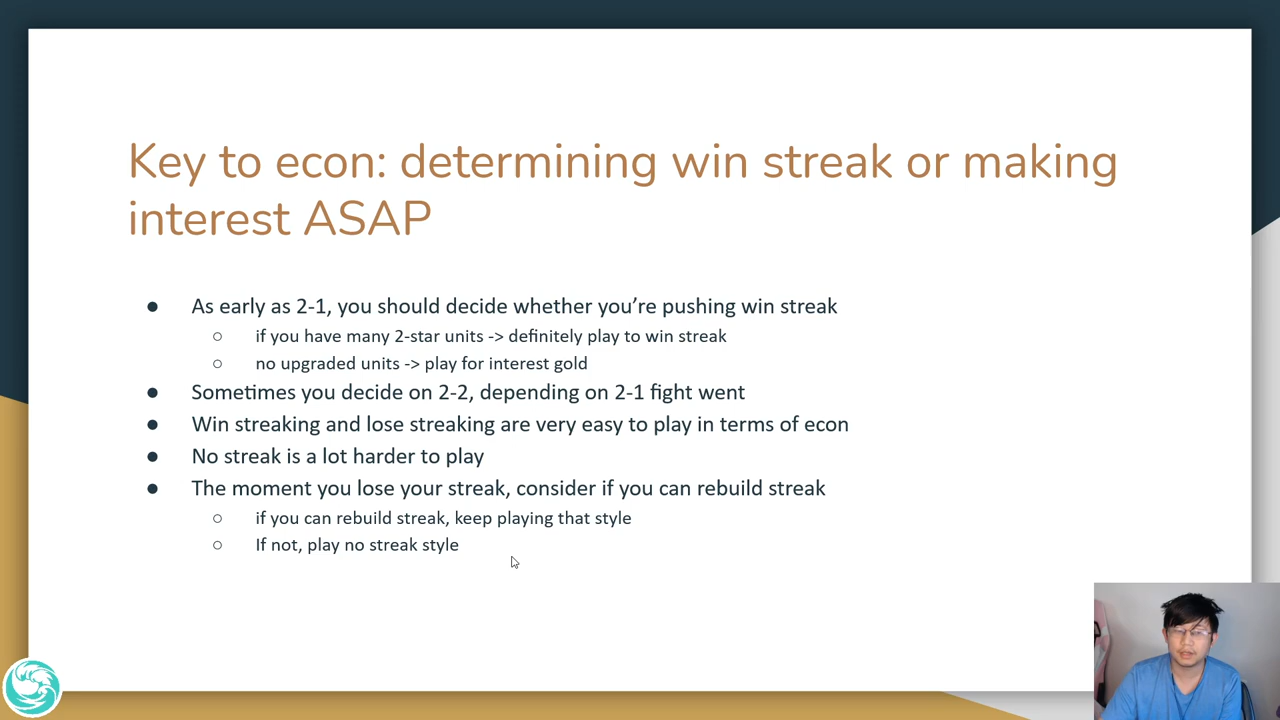 Key to econ: determining win streak or making
interest ASAP
● As early as 2-1, you should decide whether you’re pushing win streak
○ if you have many 2-star units -> definitely play to win streak
○ no upgraded units -> play for interest gold
● Sometimes you decide on 2-2, depending on 2-1 fight went
● Win streaking and lose streaking are very easy to play in terms of econ
● No streak is a lot harder to play
● The moment you lose your streak, consider if you can rebuild streak
○ if you can rebuild streak, keep playing that style
○ If not, play no streak style